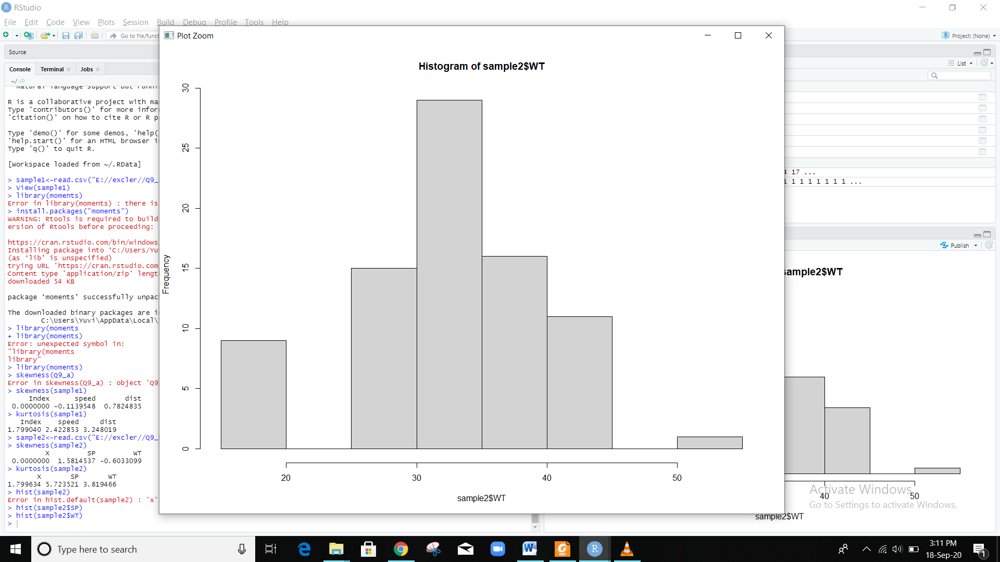 RStudio
File Edit Code View Plots Session Build Debug Profile Tools Help
Go to file/funct
Project: (None)
Source
Console Terminal Jobs
~/
Natural language support but runni
R is a collaborative project with ma
Type 'contributors()' for more infor
'citation()' on how to cite R or R p
Type 'demo()' for some demos, 'help(
'help.start()' for an HTML browser i
Type 'q()' to quit R.
[Workspace loaded from ~/.RData]
> sample1<-read.csv("E://excler//Q9_
> View(sample1)
> library(moments)
Error in library(moments) : there is
> install.packages("moments")
WARNING: Rtools is required to build
ersion of Rtools before proceeding:
https://cran.rstudio.com/bin/windows
Installing package into ‘C:/Users/Yu
(as ‘lib’ is unspecified)
trying URL 'https://cran.rstudio.com
Content type 'application/zip' lengt
downloaded 54 KB
package ‘moments’ successfully unpac
The downloaded binary packages are i
C:\Users\Yuvi\AppData\Local\
> library(moments
+ library(moments)
Error: unexpected symbol in:
"library(moments
library"
> library(moments)
> skewness(Q9_a)
Error in skewness(Q9_a) : object 'Q9
> skewness(sample1)
Index speed dist
0.0000000 -0.1139548 0.7824835
> kurtosis(sample1)
Index speed dist
1.799040 2.422853 3.248019
> sample2<-read.csv("E://excler//Q9_
> skewness(sample2)
X SP WT
0.0000000 1.5814537 -0.6033099
> kurtosis(sample2)
X SP WT
1.799634 5.723521 3.819466
> hist(sample2)
Error in hist.default(sample2) : 'x'
> hist(sample2$SP)
> hist(sample2$WT)
>
Plot Zoom
Histogram of sample2$WT
Frequency
30
25
20
15
10
5
0
20 30 40 50
sample2$WT
List
4 17 ...
1 1 1 1 1 1 1 1 ...
Publish
sample2$WT
40 50
sample2$WT
Activate Windows
Go to Settings to activate Windows.
Type here to search
PDF
R
3:11 PM
18-Sep-20
1